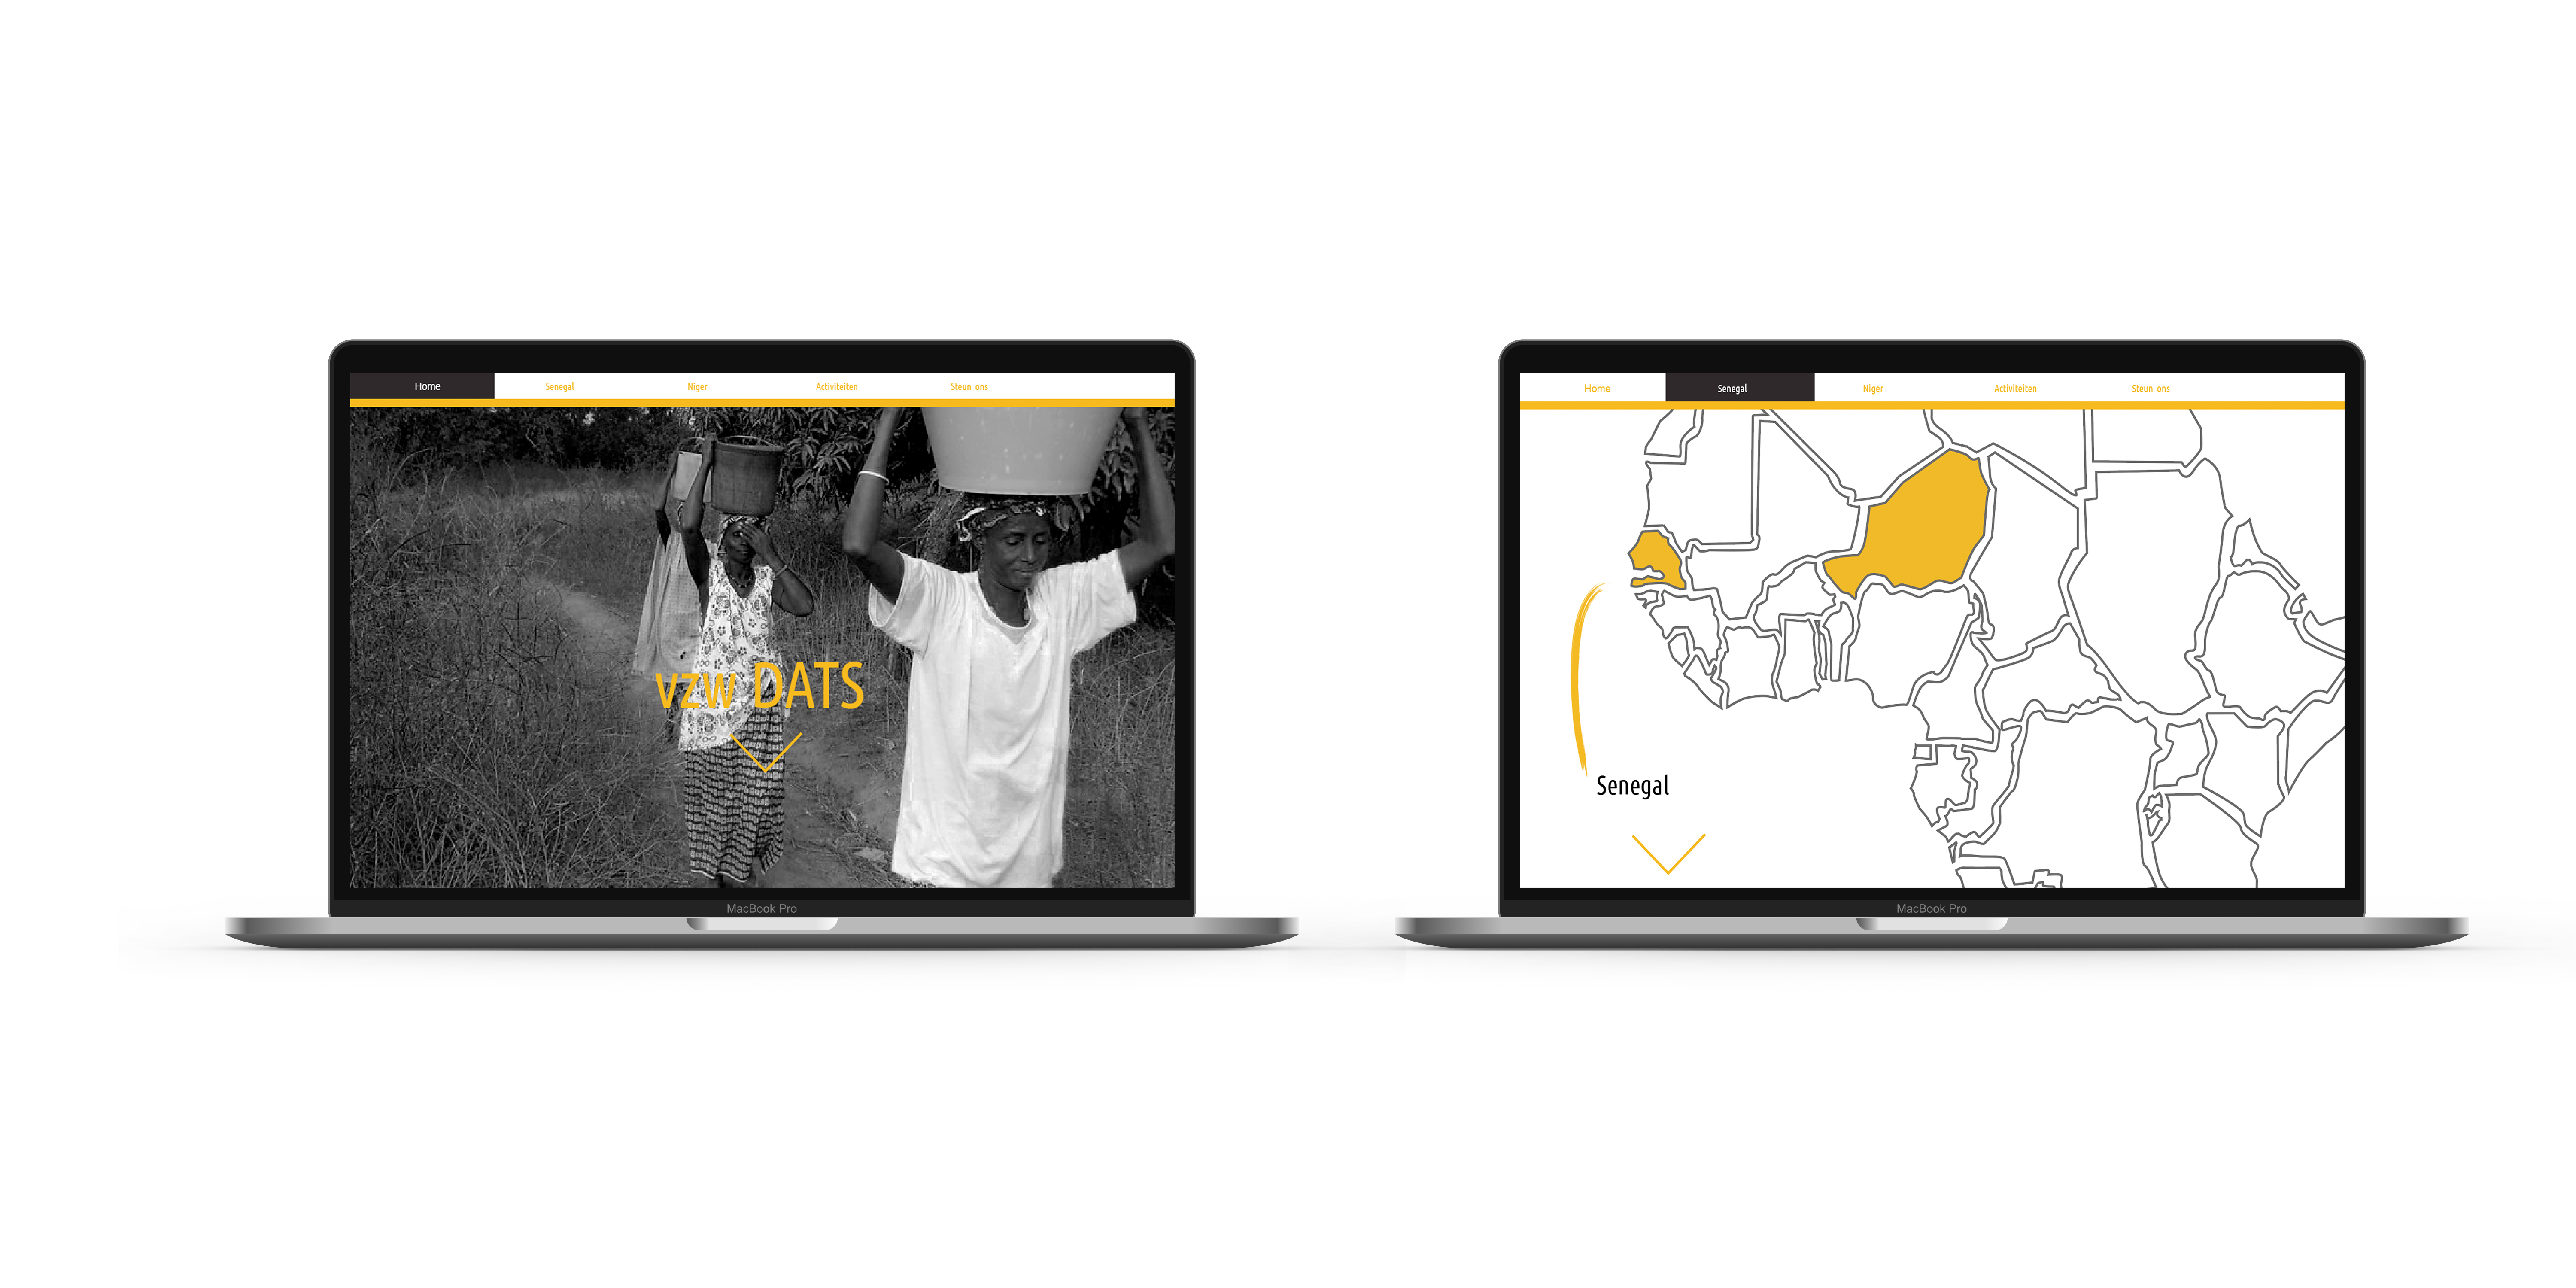 Home Senegal Niger Activiteiten Steun ons
vzw DATS
MacBook Pro
Home Senegal Niger Activiteiten Steun ons
Senegal
MacBook Pro